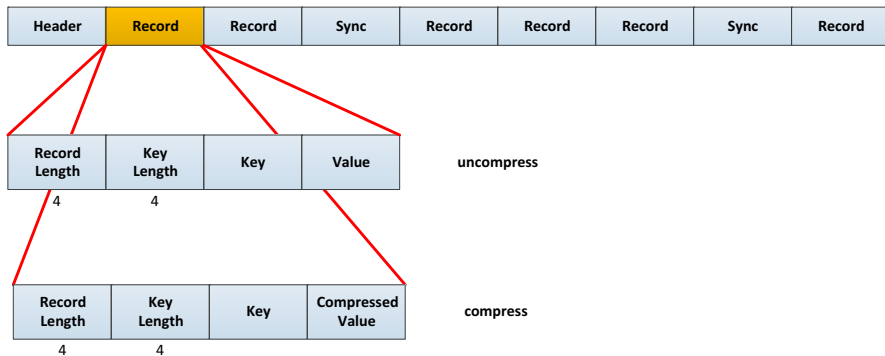 Header Record Record Sync Record Record Record Sync Record
Record Length Key Length Key Value uncompress
4 4
Record Length Key Length Key Compressed Value compress
4 4